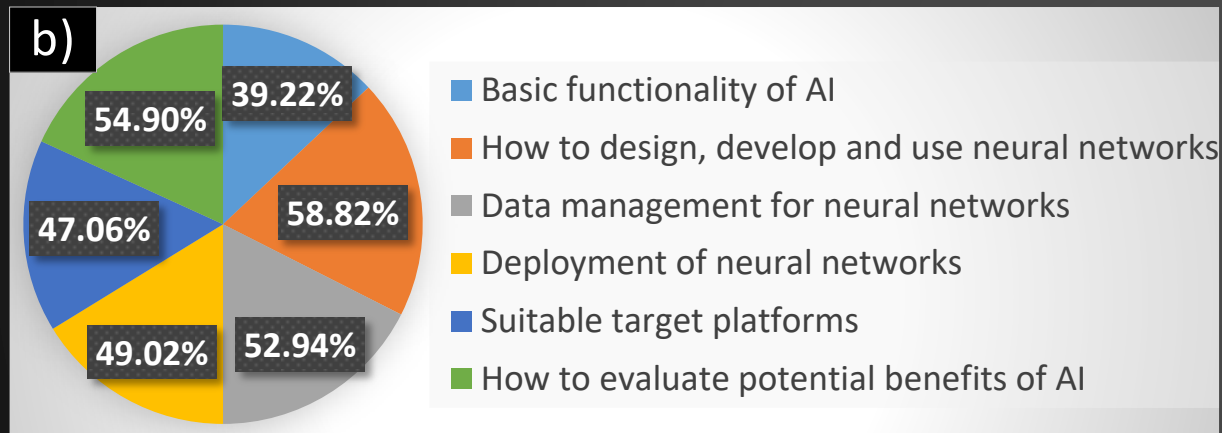 b)
39.22%
58.82%
52.94%
49.02%
47.06%
54.90%
Basic functionality of AI
How to design, develop and use neural networks
Data management for neural networks
Deployment of neural networks
Suitable target platforms
How to evaluate potential benefits of AI